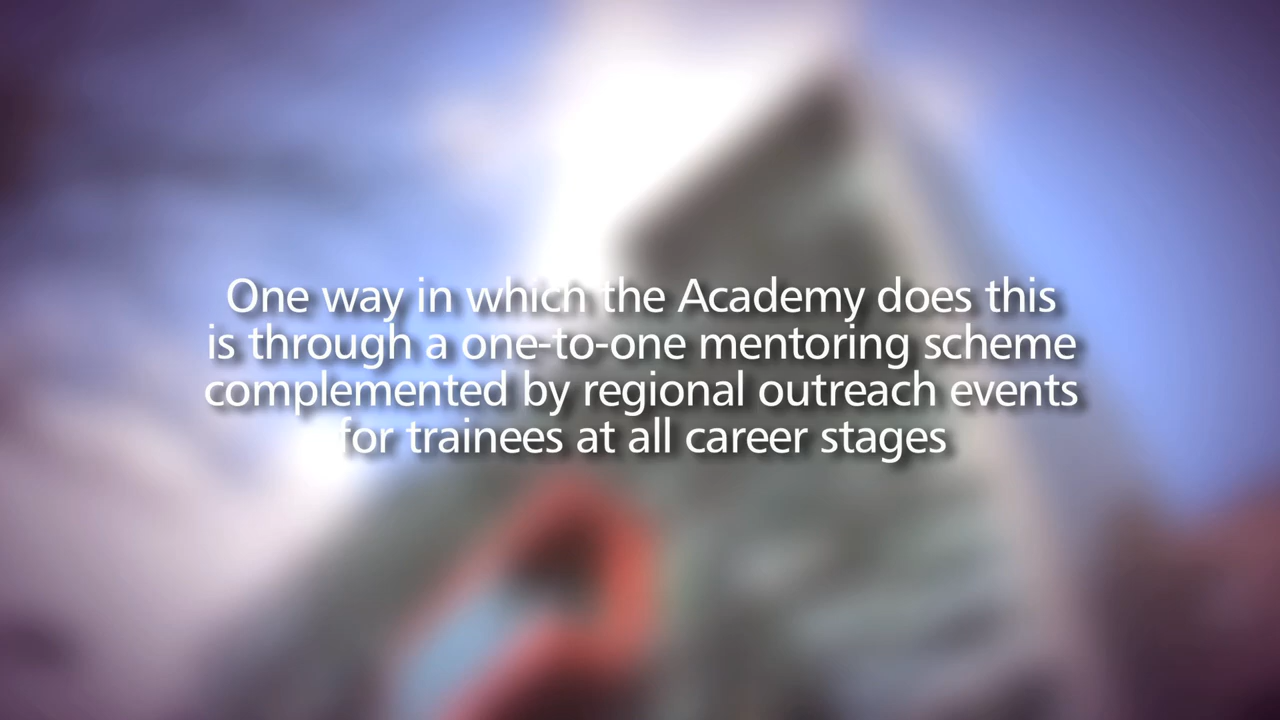 One way in which the Academy does this
is through a one-to-one mentoring scheme
complemented by regional outreach events
for trainees at all career stages